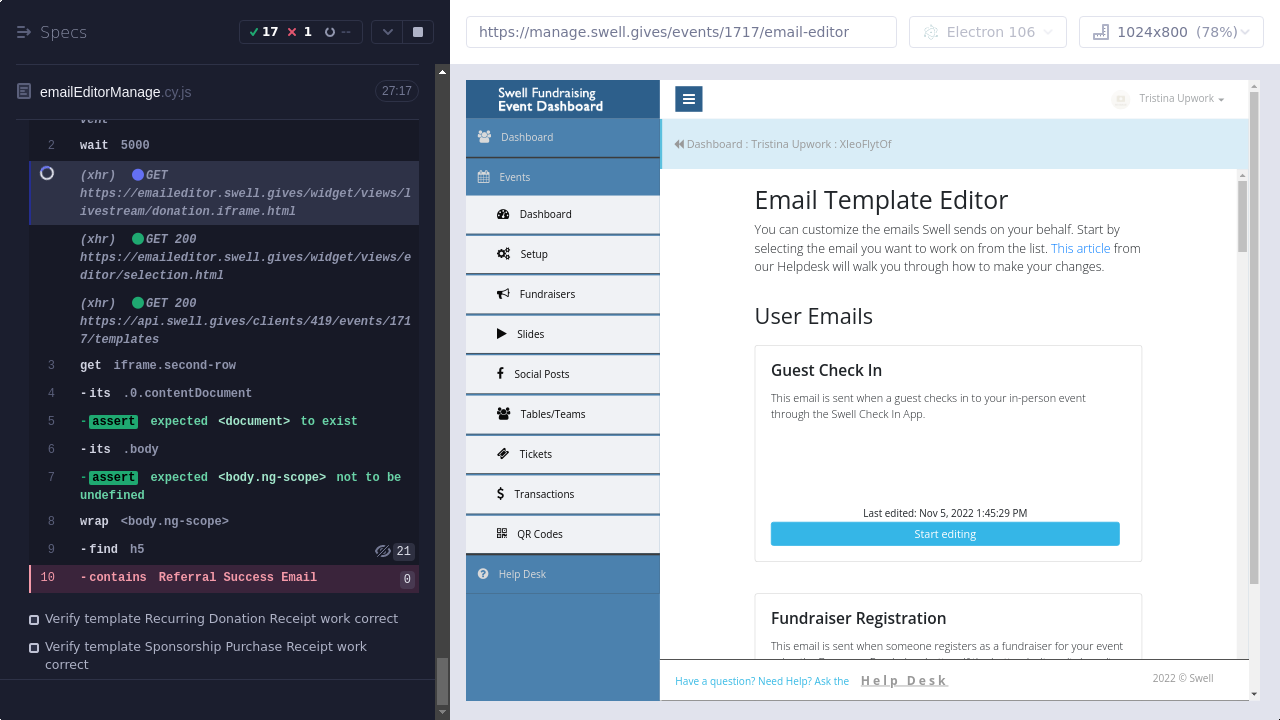 Specs
17
1
--
https://manage.swell.gives/events/1717/email-editor
Electron 106
1024x800 (78%)
emailEditorManage.cy.js
27:17
vent
2 wait 5000
(xhr) GET
https://emaileditor.swell.gives/widget/views/l
ivestream/donation.iframe.html
(xhr) GET 200
https://emaileditor.swell.gives/widget/views/e
ditor/selection.html
(xhr) GET 200
https://api.swell.gives/clients/419/events/171
7/templates
3 get iframe.second-row
4 -its .0.contentDocument
5 -assert expected <document> to exist
6 -its .body
7 -assert expected <body.ng-scope> not to be
undefined
8 wrap <body.ng-scope>
9 -find h5 21
10 -contains Referral Success Email 0
Verify template Recurring Donation Receipt work correct
Verify template Sponsorship Purchase Receipt work
correct
Swell Fundraising
Event Dashboard
Dashboard
Events
Dashboard
Setup
Fundraisers
Slides
Social Posts
Tables/Teams
Tickets
Transactions
QR Codes
Help Desk
Tristina Upwork
Dashboard : Tristina Upwork : XleoFlytOf
Email Template Editor
You can customize the emails Swell sends on your behalf. Start by
selecting the email you want to work on from the list. This article from
our Helpdesk will walk you through how to make your changes.
User Emails
Guest Check In
This email is sent when a guest checks in to your in-person event
through the Swell Check In App.
Last edited: Nov 5, 2022 1:45:29 PM
Start editing
Fundraiser Registration
This email is sent when someone registers as a fundraiser for your event
Have a question? Need Help? Ask the Help Desk
2022 © Swell